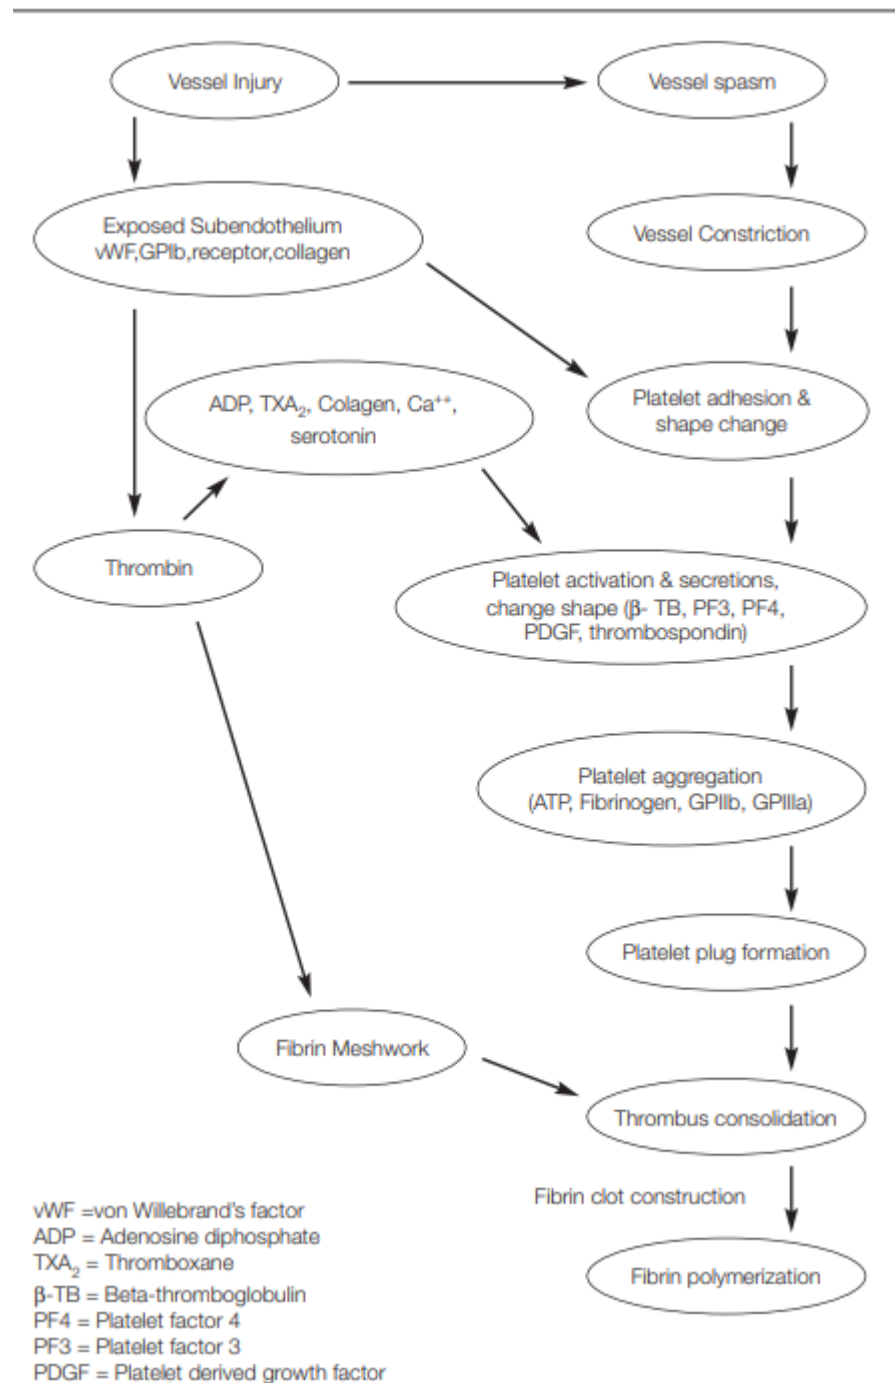 Vessel Injury
Vessel spasm
Exposed Subendothelium
vWF,GPIb,receptor,collagen
Vessel Constriction
ADP, TXA₂, Colagen, Ca⁺⁺,
serotonin
Platelet adhesion &
shape change
Thrombin
Platelet activation & secretions,
change shape (β- TB, PF3, PF4,
PDGF, thrombospondin)
Platelet aggregation
(ATP, Fibrinogen, GPIIb, GPIIIa)
Platelet plug formation
Fibrin Meshwork
Thrombus consolidation
Fibrin clot construction
Fibrin polymerization
vWF =von Willebrand's factor
ADP = Adenosine diphosphate
TXA₂ = Thromboxane
β-TB = Beta-thromboglobulin
PF4 = Platelet factor 4
PF3 = Platelet factor 3
PDGF = Platelet derived growth factor